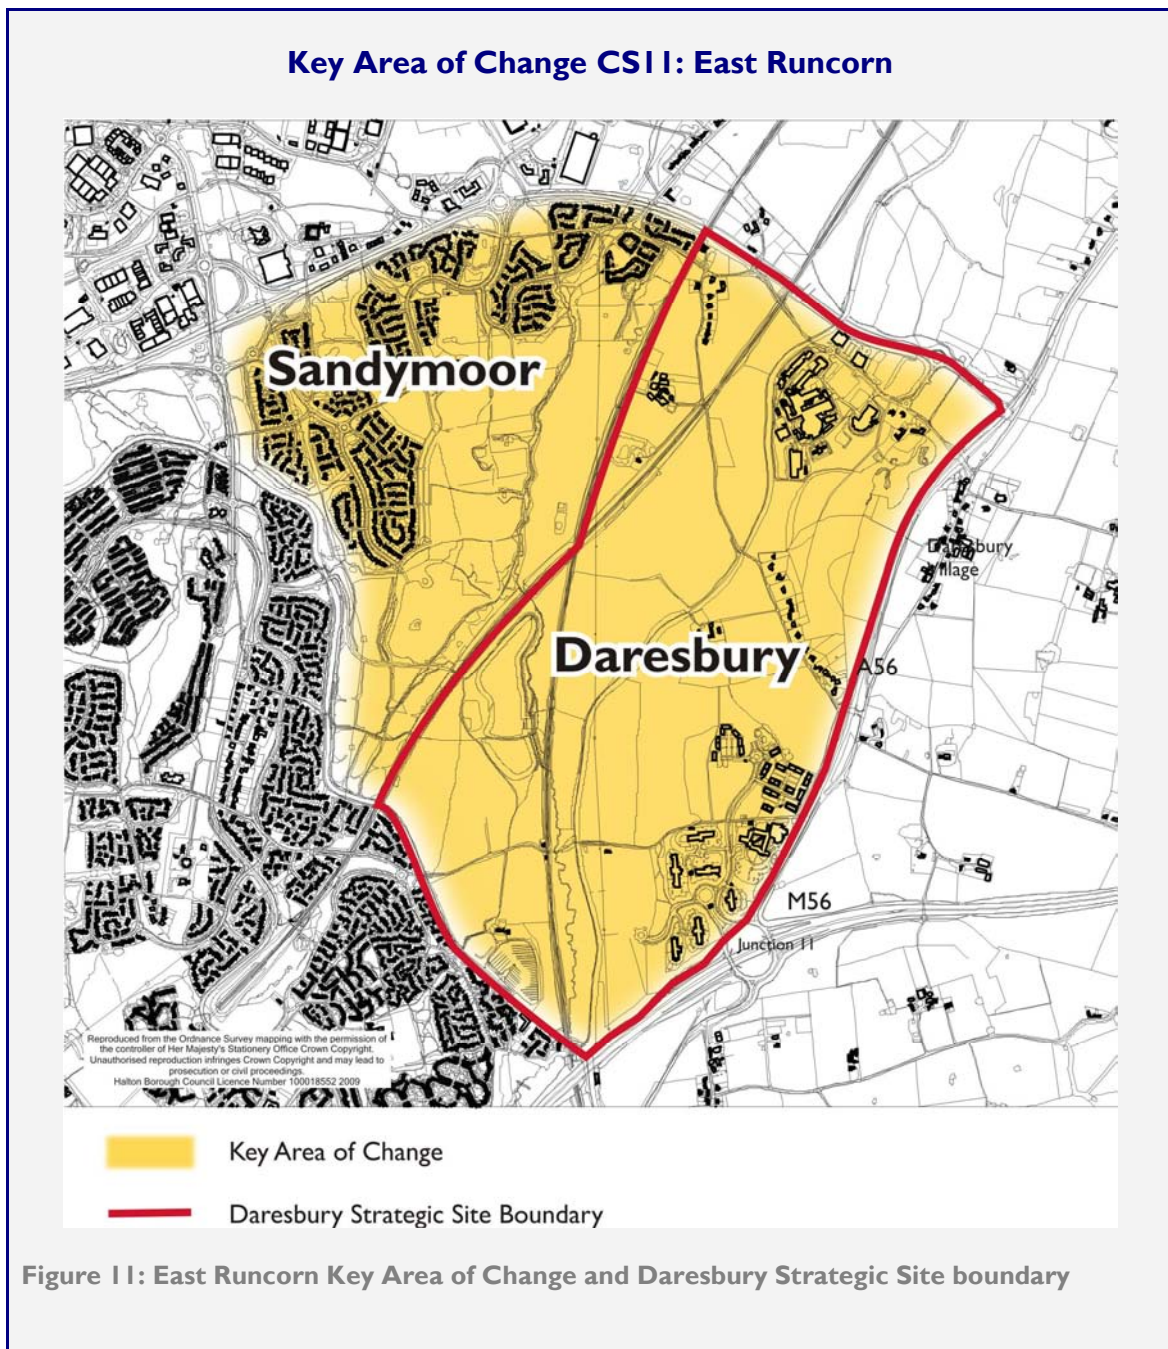 Key Area of Change CS11: East Runcorn
Sandymoor
Daresbury
Village
Daresbury
A56
M56
Junction 11
Reproduced from the Ordnance Survey mapping with the permission of
the controller of Her Majesty's Stationery Office Crown Copyright.
Unauthorised reproduction infringes Crown Copyright and may lead to
prosecution or civil proceedings.
Halton Borough Council Licence Number 100018552 2009
Key Area of Change
Daresbury Strategic Site Boundary
Figure 11: East Runcorn Key Area of Change and Daresbury Strategic Site boundary